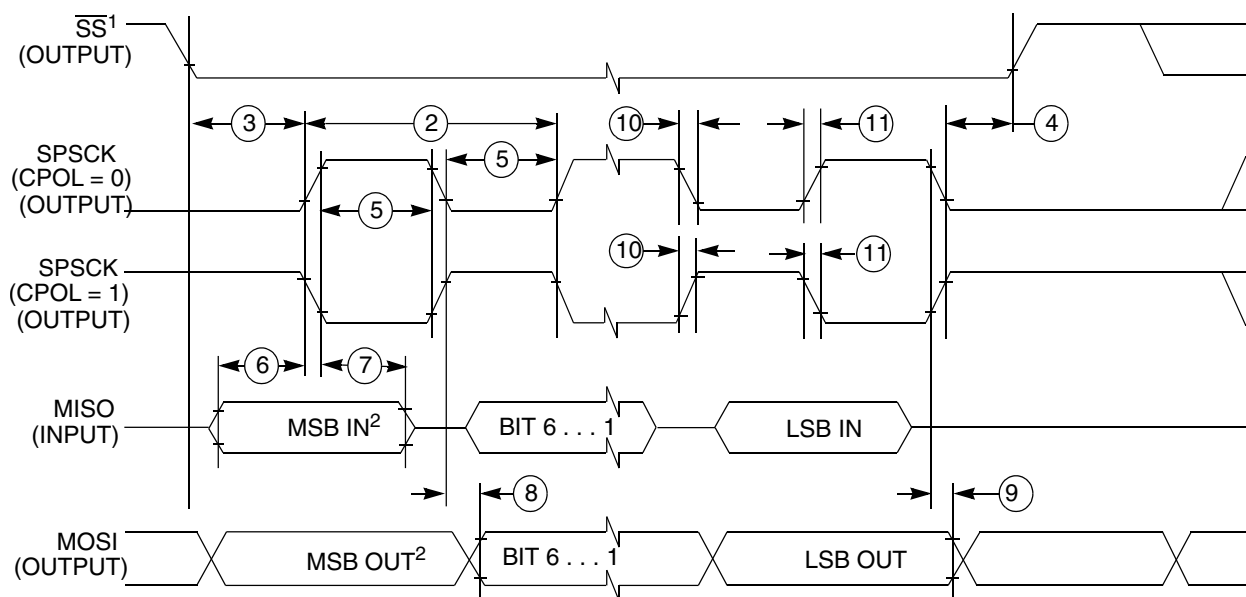 SS¹
(OUTPUT)
3
2
10
11
4
SPSCK
(CPOL = 0)
(OUTPUT)
5
5
SPSCK
(CPOL = 1)
(OUTPUT)
10
11
6
7
MISO
(INPUT)
MSB IN²
BIT 6 . . . 1
LSB IN
8
9
MOSI
(OUTPUT)
MSB OUT²
BIT 6 . . . 1
LSB OUT